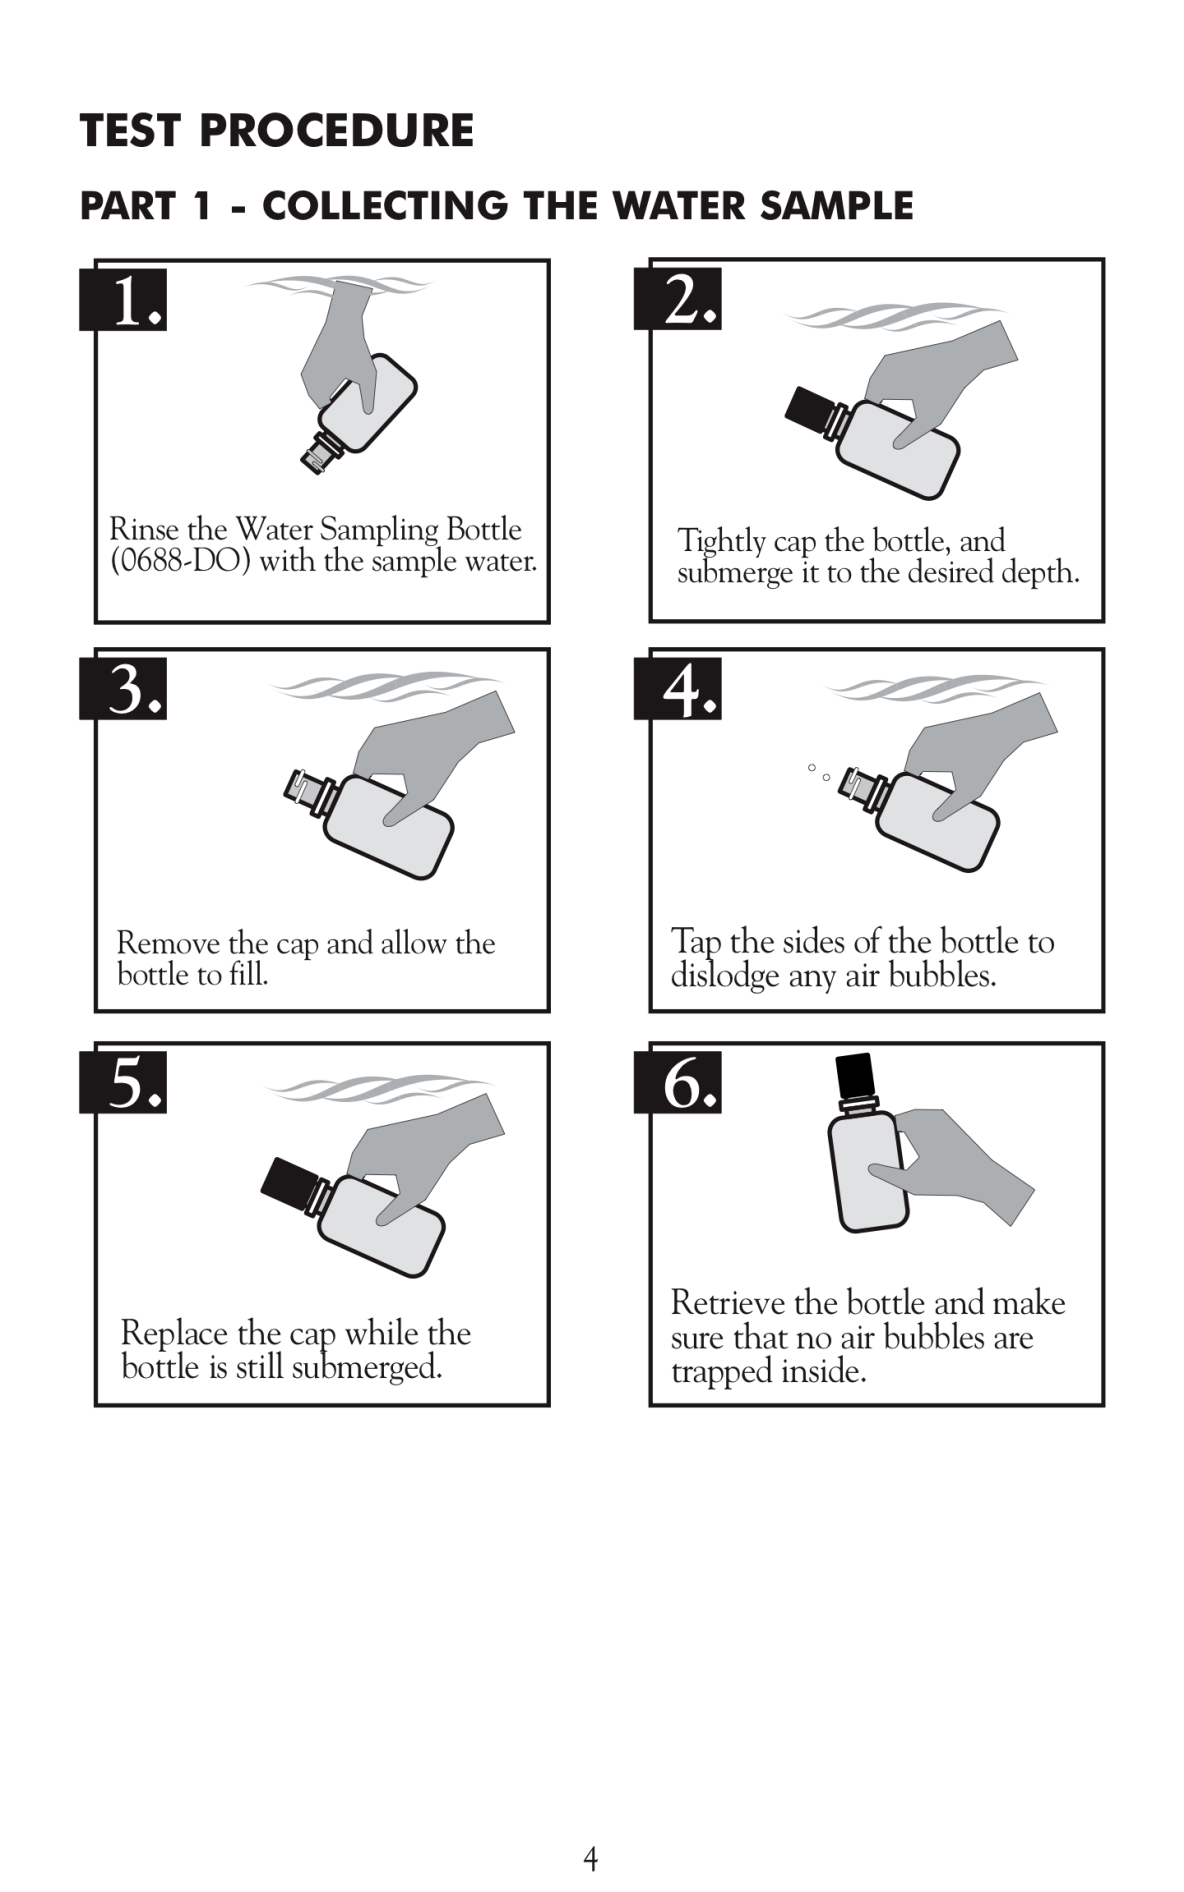 TEST PROCEDURE
PART 1 - COLLECTING THE WATER SAMPLE
1.
Rinse the Water Sampling Bottle
(0688-DO) with the sample water.
2.
Tightly cap the bottle, and
submerge it to the desired depth.
3.
Remove the cap and allow the
bottle to fill.
4.
Tap the sides of the bottle to
dislodge any air bubbles.
5.
Replace the cap while the
bottle is still submerged.
6.
Retrieve the bottle and make
sure that no air bubbles are
trapped inside.
4